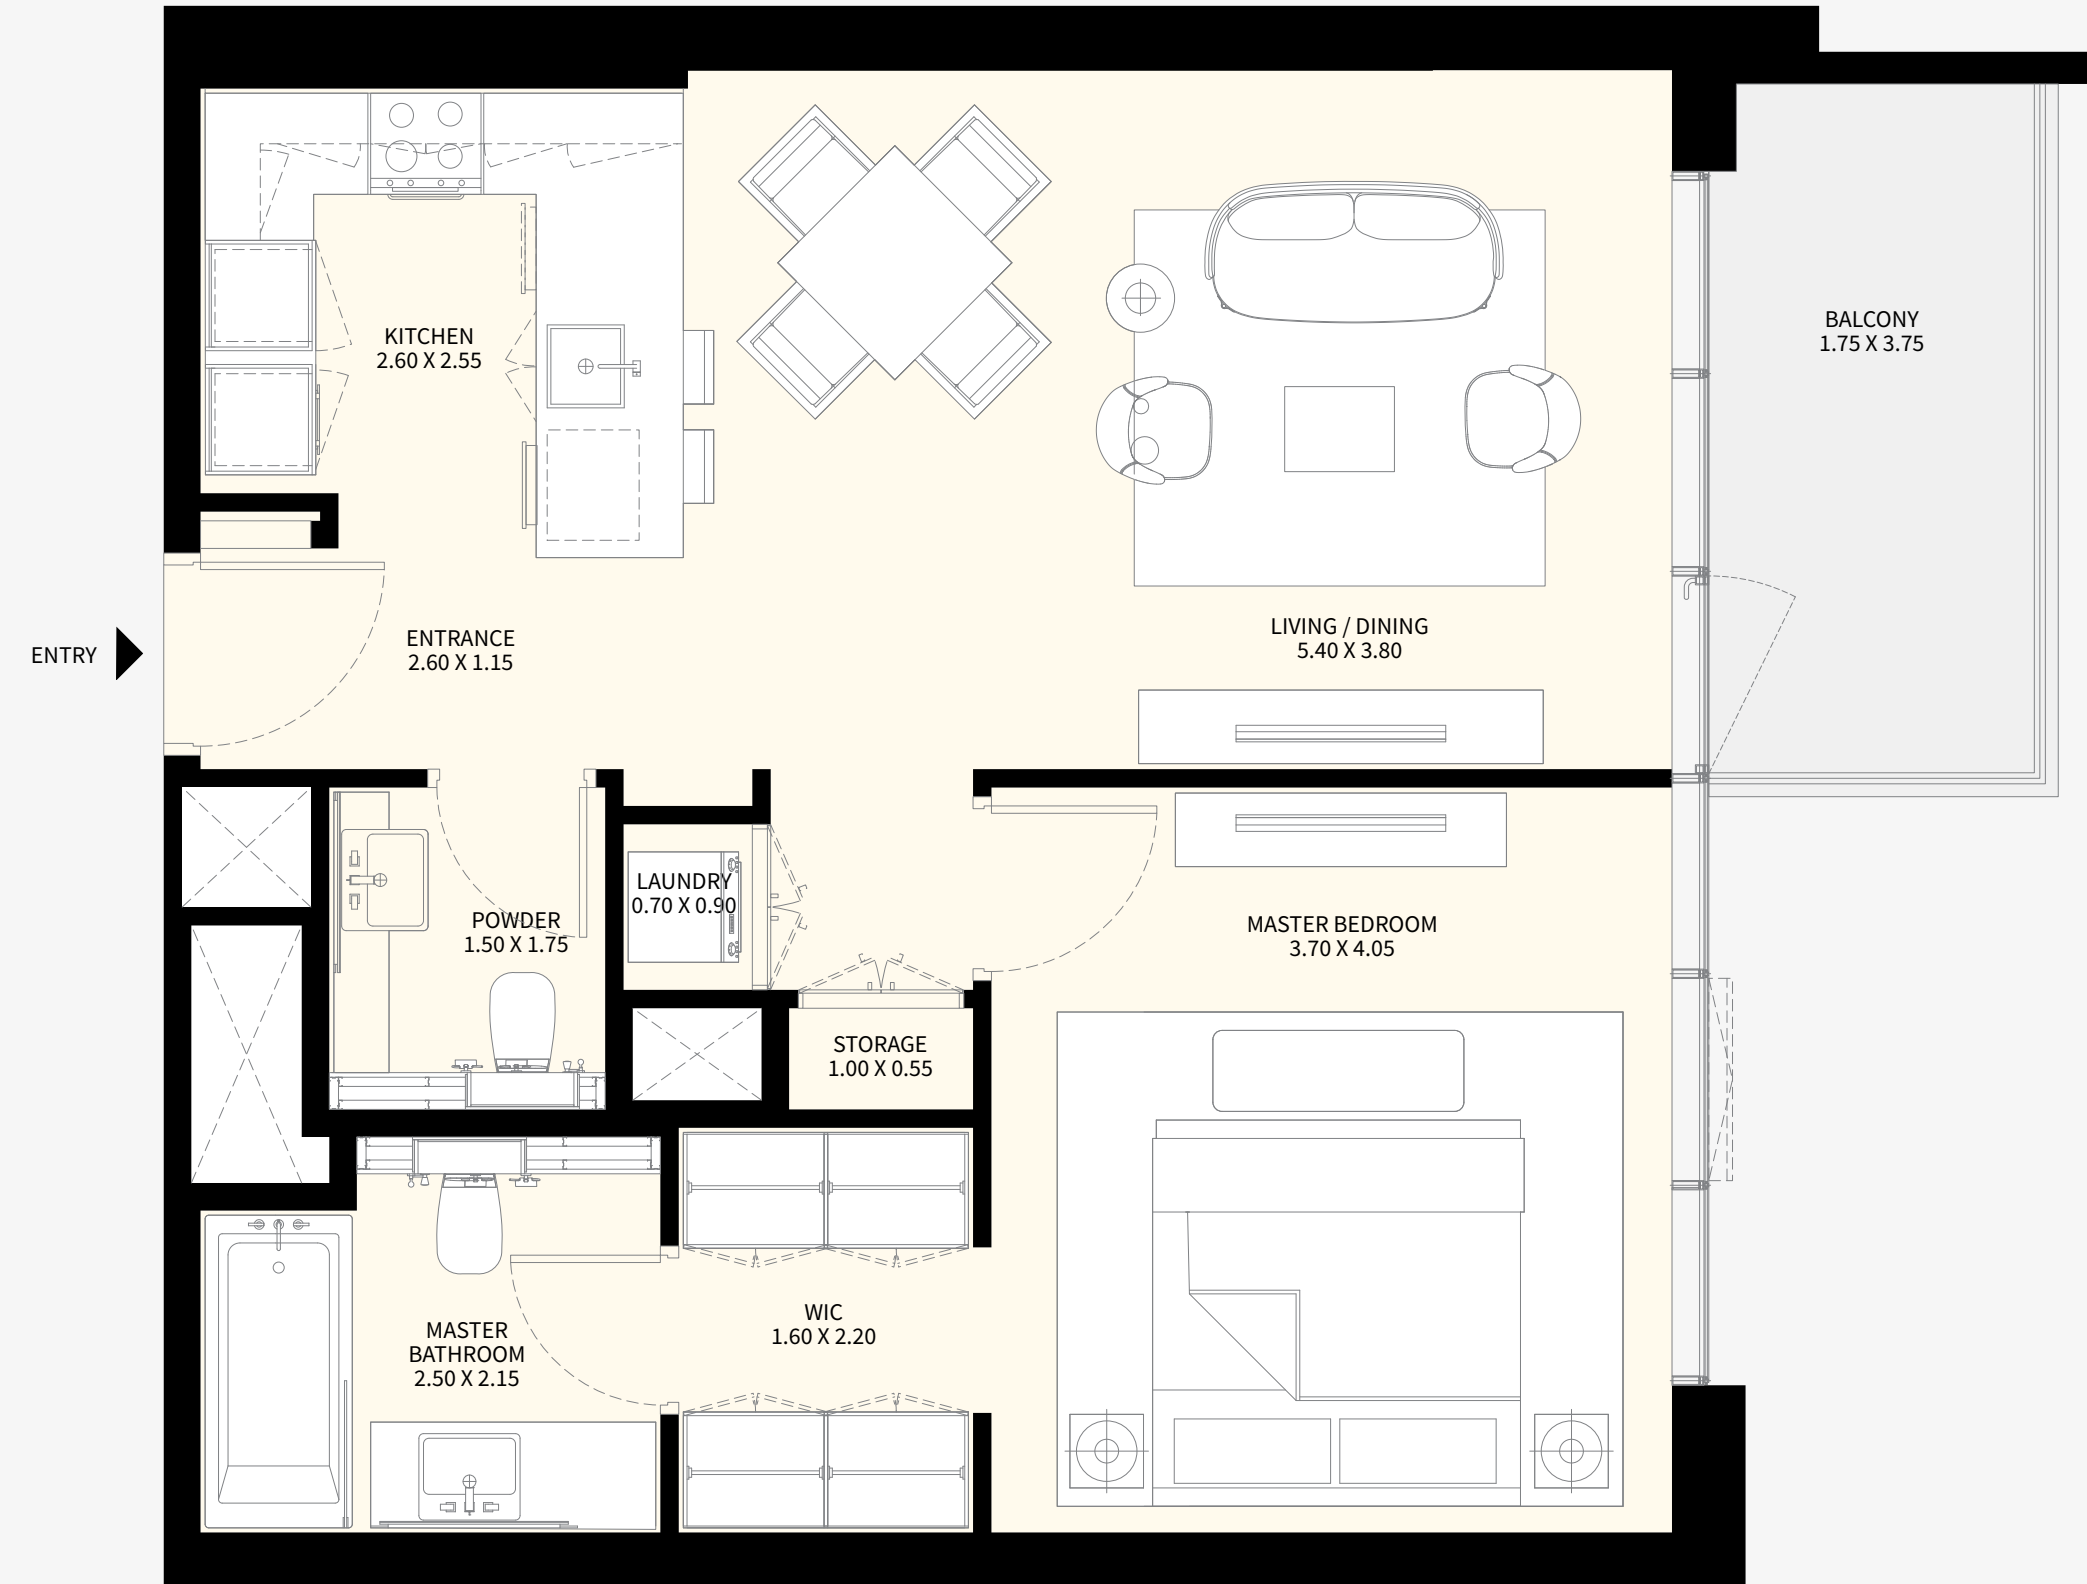 KITCHEN
2.60 X 2.55
BALCONY
1.75 X 3.75
ENTRY
ENTRANCE
2.60 X 1.15
LIVING / DINING
5.40 X 3.80
LAUNDRY
0.70 X 0.90
POWDER
1.50 X 1.75
MASTER BEDROOM
3.70 X 4.05
STORAGE
1.00 X 0.55
WIC
1.60 X 2.20
MASTER
BATHROOM
2.50 X 2.15